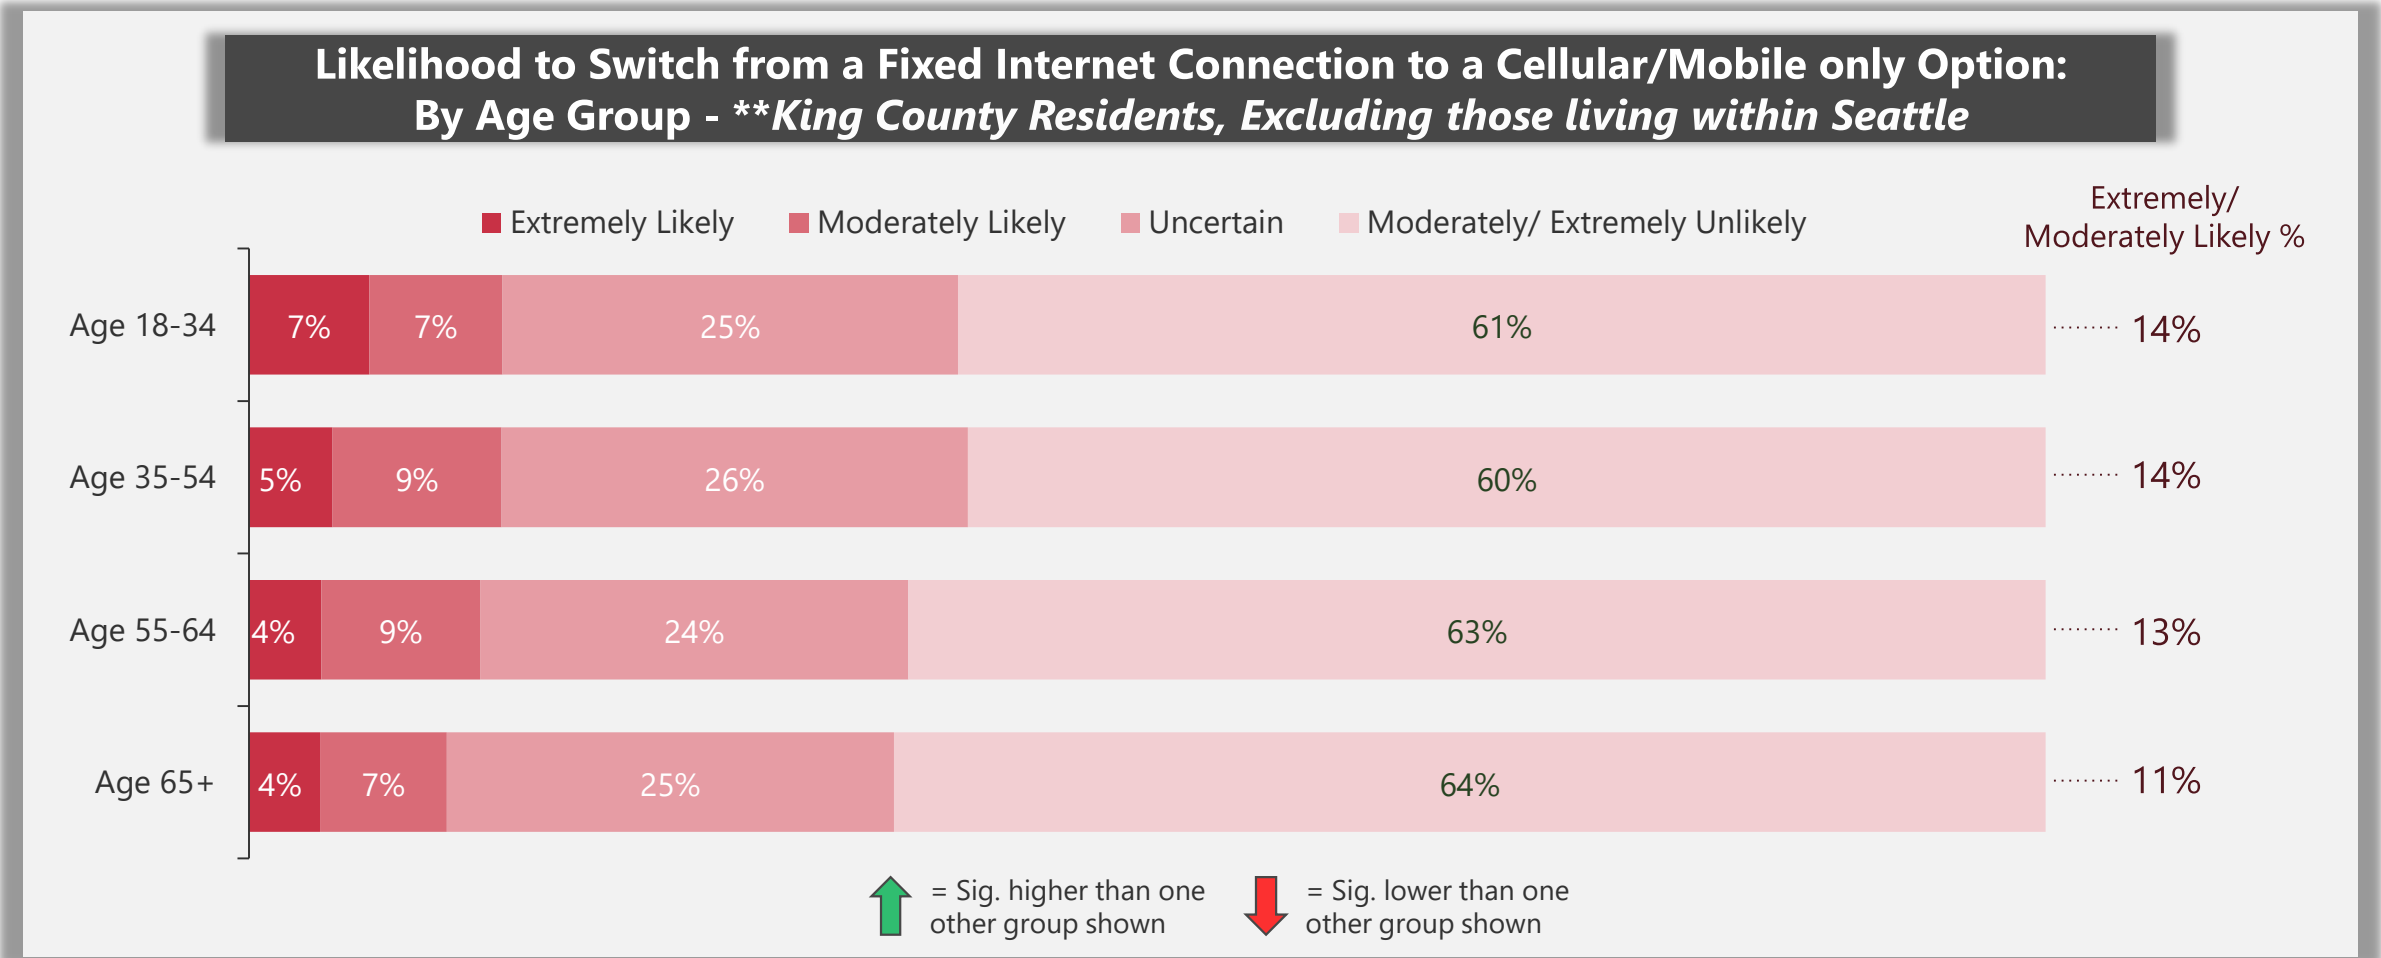 Likelihood to Switch from a Fixed Internet Connection to a Cellular/Mobile only Option:
By Age Group - **King County Residents, Excluding those living within Seattle
Extremely Likely
Moderately Likely
Uncertain
Moderately/ Extremely Unlikely
Extremely/
Moderately Likely %
Age 18-34
7%
7%
25%
61%
14%
Age 35-54
5%
9%
26%
60%
14%
Age 55-64
4%
9%
24%
63%
13%
Age 65+
4%
7%
25%
64%
11%
= Sig. higher than one
other group shown
= Sig. lower than one
other group shown